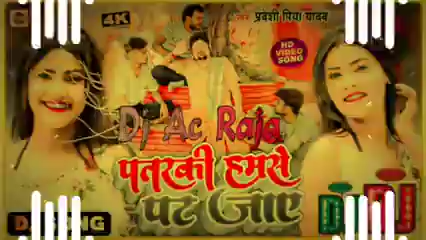 4K
स्वर प्रवेशी प्रिया यादव
HD
VIDEO
SONG
Dj Ac Raja
पतरकी हमसे
पट जाए
DJ SONG
DJ